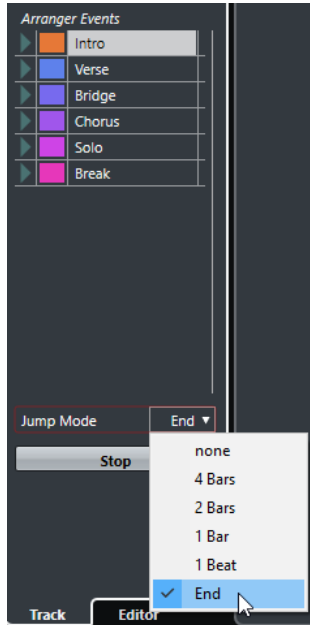 Arranger Events
Intro
Verse
Bridge
Chorus
Solo
Break
Jump Mode End
Stop
none
4 Bars
2 Bars
1 Bar
1 Beat
End
Track Editor